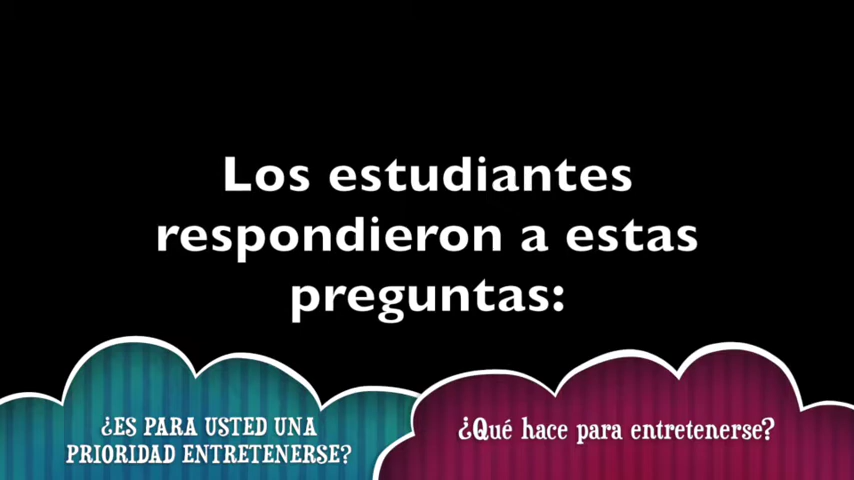 Los estudiantes
respondieron a estas
preguntas:
¿ES PARA USTED UNA
PRIORIDAD ENTRETENERSE?
¿Qué hace para entretenerse?